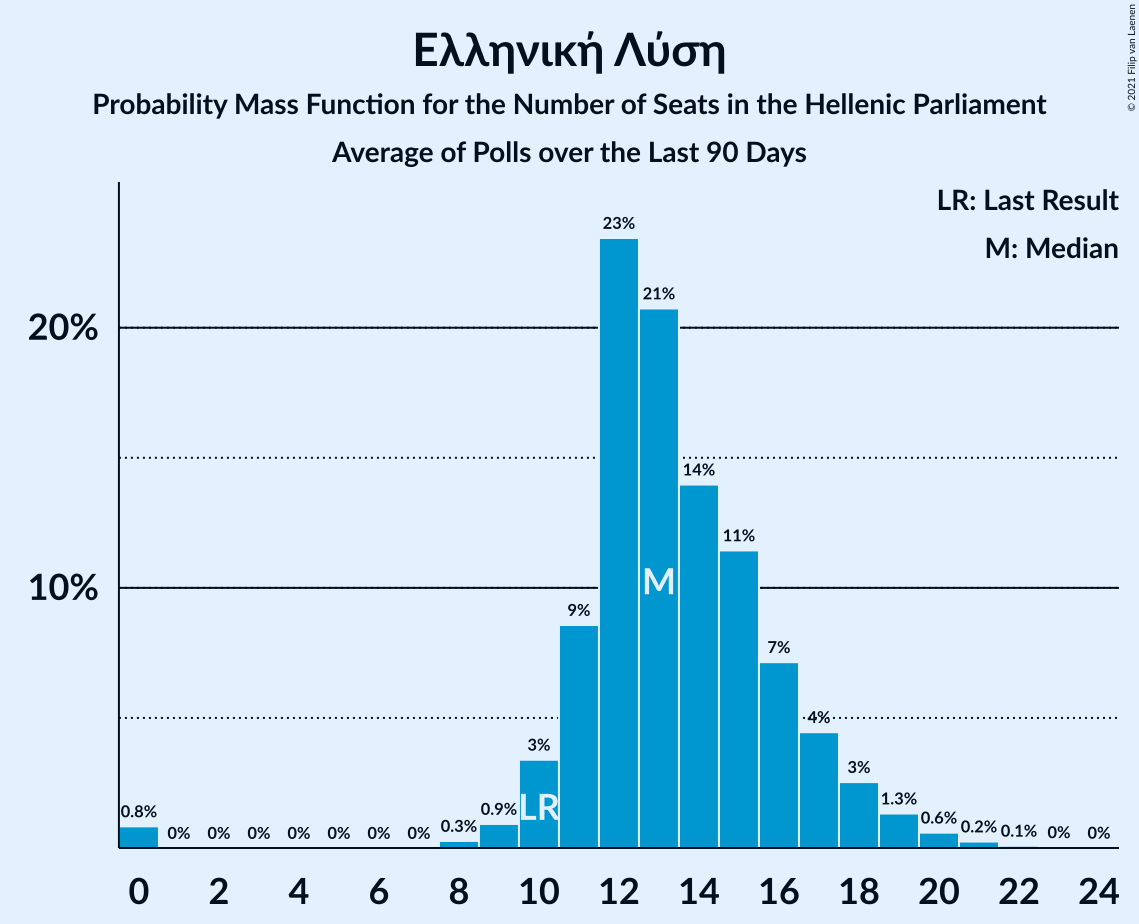 Ελληνική Λύση
Probability Mass Function for the Number of Seats in the Hellenic Parliament
Average of Polls over the Last 90 Days
© 2021 Filip van Laenen
LR: Last Result
M: Median
23%
21%
20%
14%
11%
10%
M
9%
7%
4%
3%
3%
LR
1.3%
0.8%
0.9%
0.6%
0.3%
0.2%
0.1%
0% 0% 0% 0% 0% 0% 0%
0% 0%
0 2 4 6 8 10 12 14 16 18 20 22 24